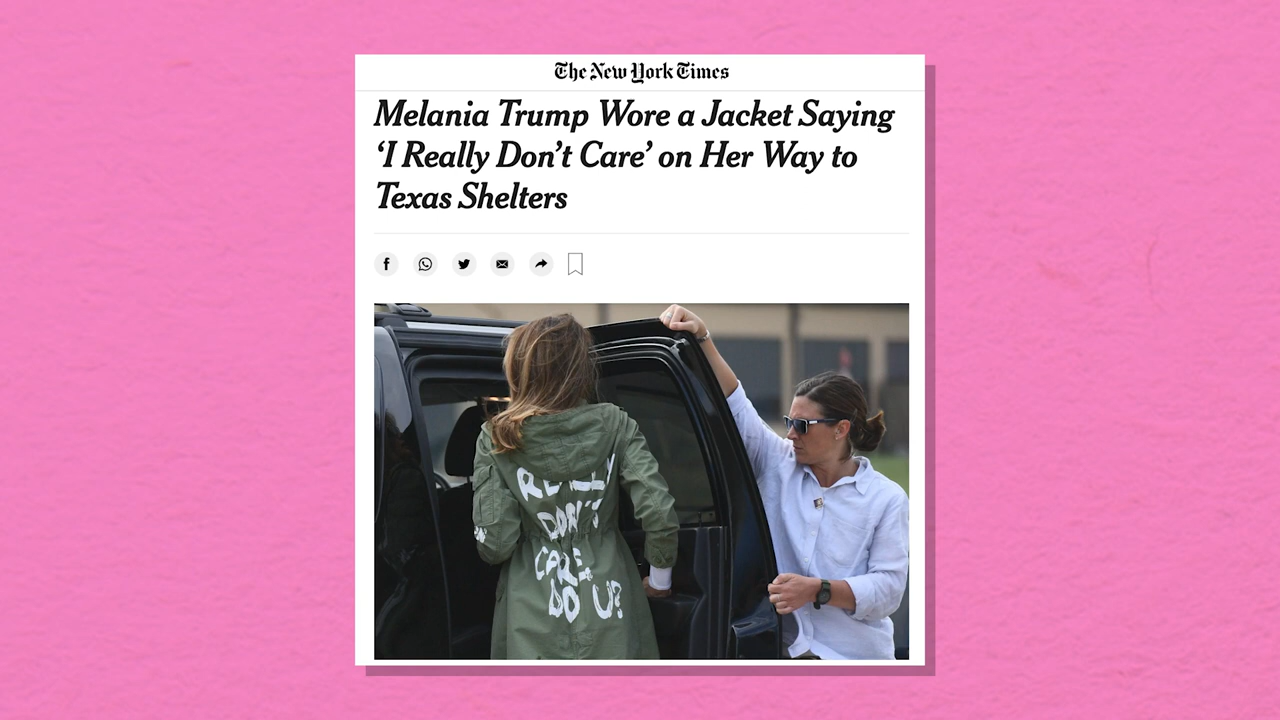 The New York Times
Melania Trump Wore a Jacket Saying
‘I Really Don’t Care’ on Her Way to
Texas Shelters
REALLY
DON'T
CARE.
DO U?